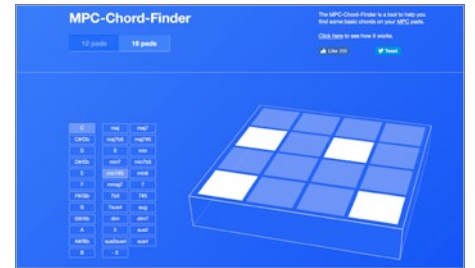 MPC-Chord-Finder
The MPC-Chord-Finder is a tool to help you
find some basic chords on your MPC pads.
Click here to see how it works.
12 pads
16 pads
Like
Tweet
C maj maj7
C#/Db maj7b5 maj7#5
D min
D#/Eb min7 min7b5
E min7#5 min6
F mmaj7 7
F#/Gb 7b5 7#5
G 7sus4 aug
G#/Ab dim dim7
A 5 sus2
A#/Bb sus2sus4 sus4
B - 5